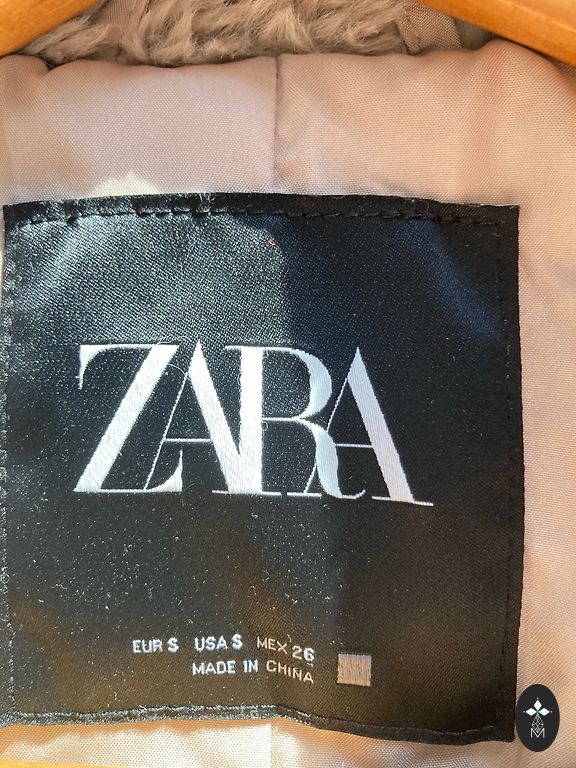 ZARA
EUR S USA S MEX 26
MADE IN CHINA
M